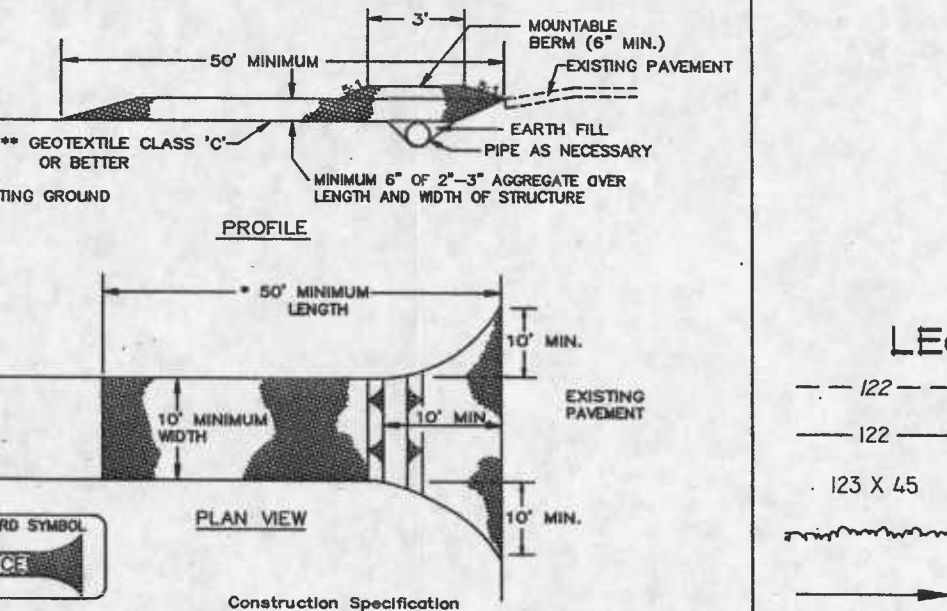 3'
MOUNTABLE
BERM (6" MIN.)
50' MINIMUM
EXISTING PAVEMENT
5:1
5:1
** GEOTEXTILE CLASS 'C'
OR BETTER
EARTH FILL
PIPE AS NECESSARY
TING GROUND
MINIMUM 6" OF 2"-3" AGGREGATE OVER
LENGTH AND WIDTH OF STRUCTURE
PROFILE
* 50' MINIMUM
LENGTH
10' MIN.
10' MINIMUM
WIDTH
10' MIN.
EXISTING
PAVEMENT
10' MIN.
PLAN VIEW
RD SYMBOL
CE
Construction Specification
LE
122
122
123 X 45